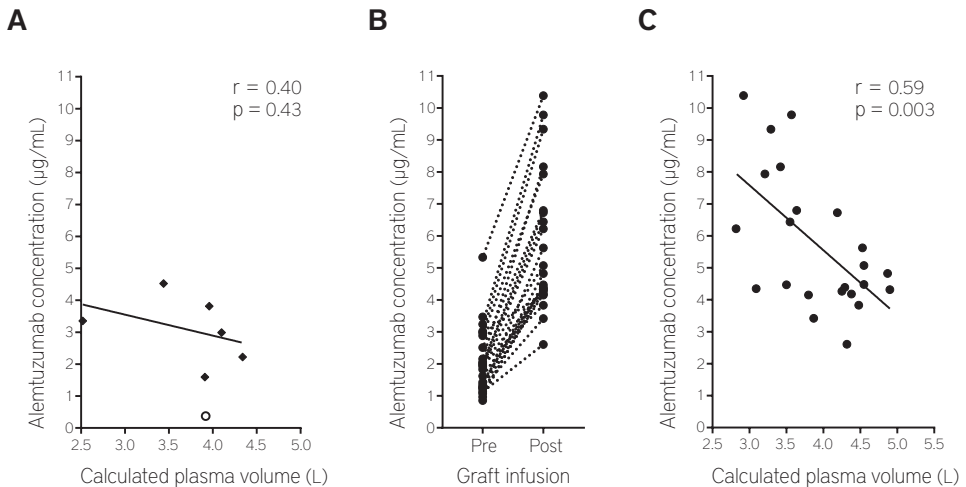 A
B
C
r = 0.40
p = 0.43
r = 0.59
p = 0.003
Alemtuzumab concentration (µg/mL)
11
10
9
8
7
6
5
4
3
2
1
0
2.5 3.0 3.5 4.0 4.5 5.0
Calculated plasma volume (L)
Alemtuzumab concentration (µg/mL)
11
10
9
8
7
6
5
4
3
2
1
0
Pre Post
Graft infusion
Alemtuzumab concentration (µg/mL)
11
10
9
8
7
6
5
4
3
2
1
0
2.5 3.0 3.5 4.0 4.5 5.0 5.5
Calculated plasma volume (L)